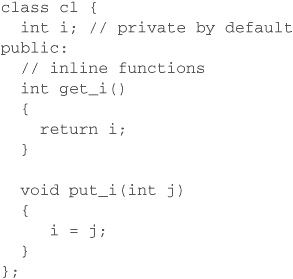 class cl {
  int i; // private by default
public:
  // inline functions
  int get_i()
  {
    return i;
  }

  void put_i(int j)
  {
     i = j;
  }
};